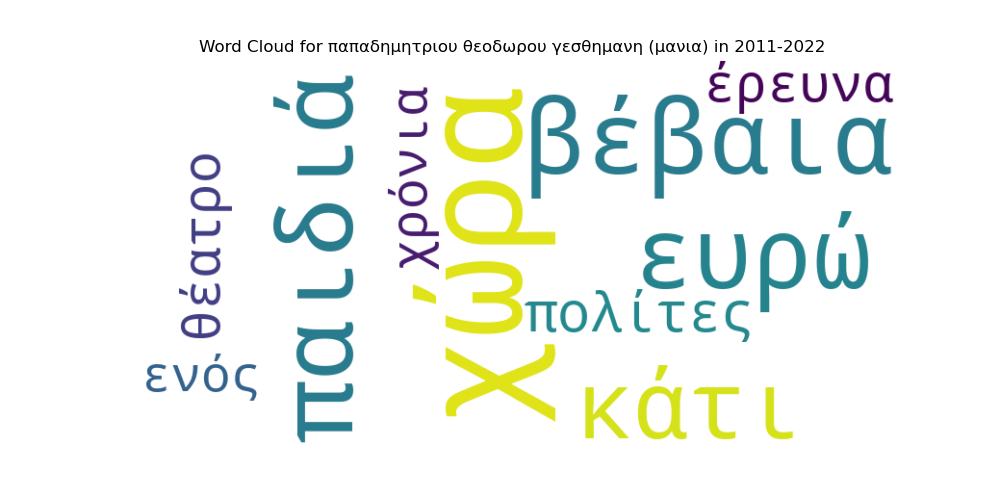 Word Cloud for παπαδημητριου θεοδωρου γεσθημανη (μανια) in 2011-2022
έρευνα
βέβαια
χρόνια
χώρα
παιδιά
θέατρο
ευρώ
πολίτες
ενός
κάτι